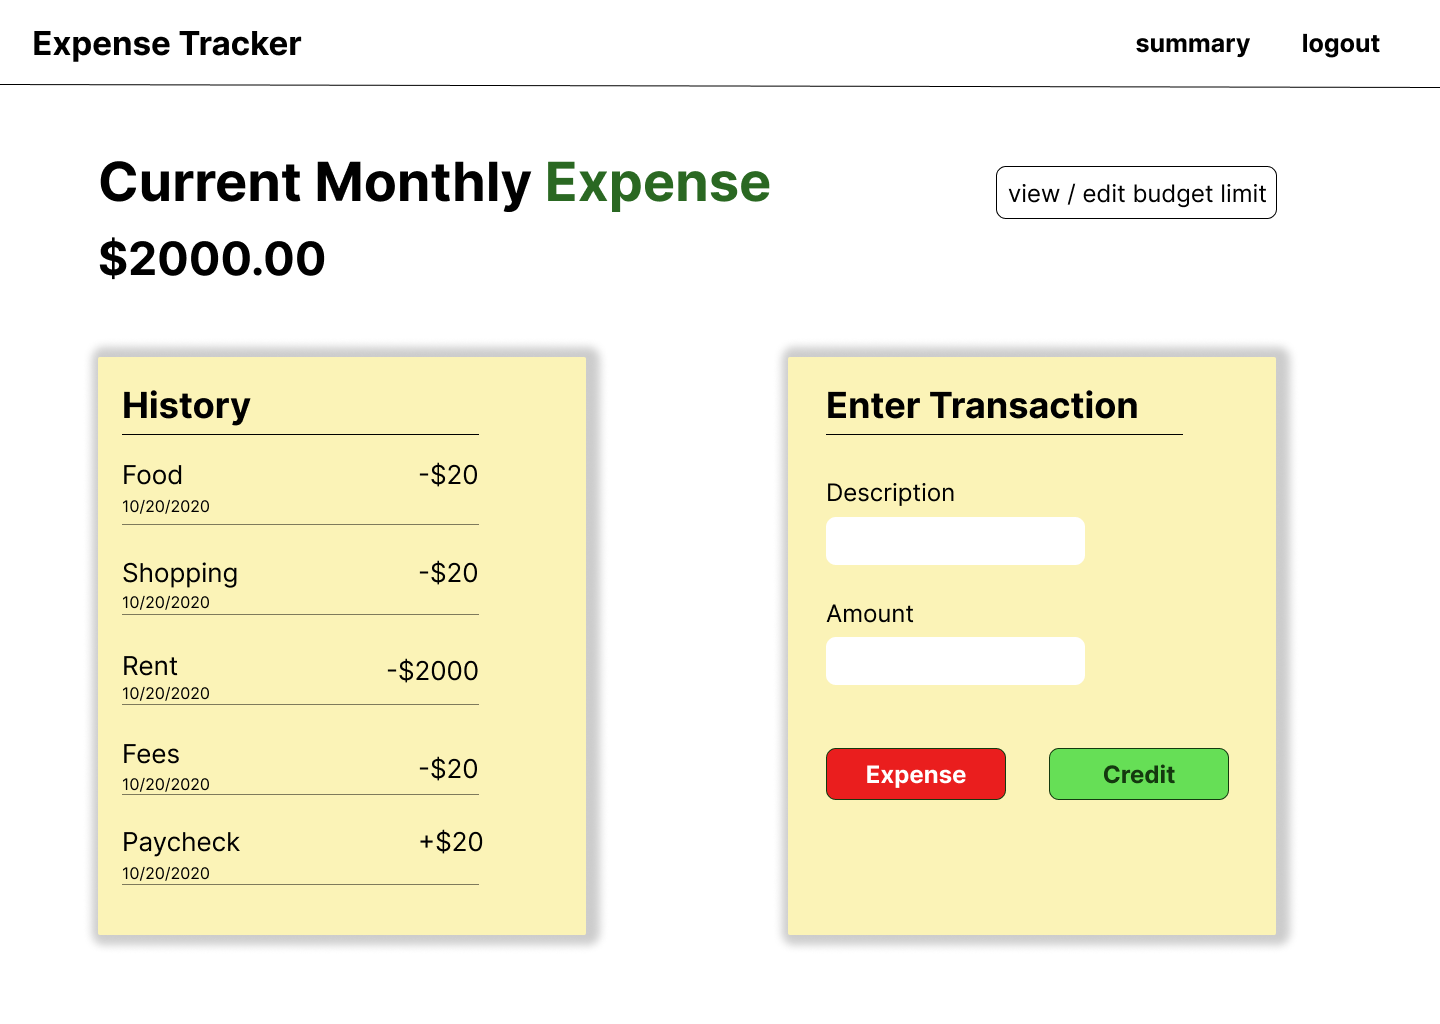 Expense Tracker
summary
logout
Current Monthly Expense
$2000.00
view / edit budget limit
History
Food -$20
10/20/2020
Shopping -$20
10/20/2020
Rent -$2000
10/20/2020
Fees -$20
10/20/2020
Paycheck +$20
10/20/2020
Enter Transaction
Description
Amount
Expense
Credit